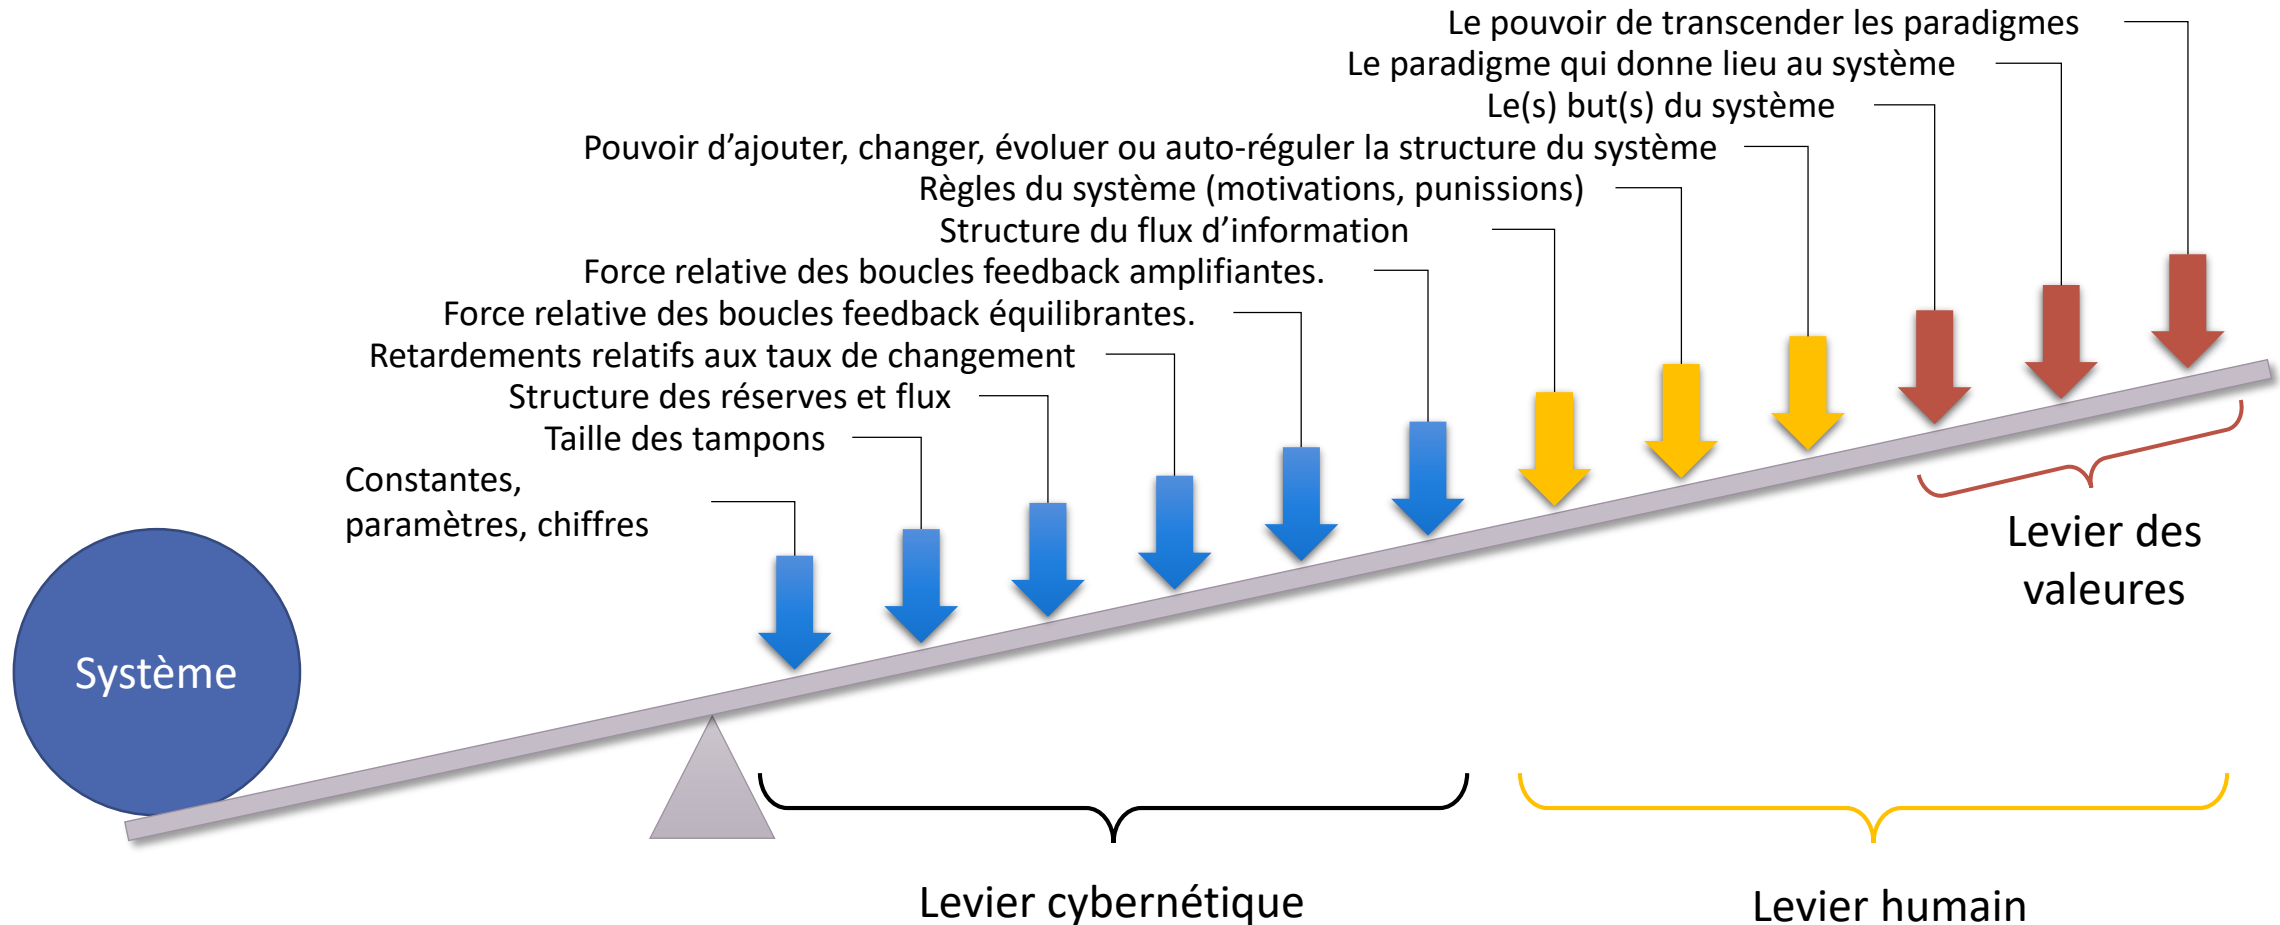 Le pouvoir de transcender les paradigmes
Le paradigme qui donne lieu au système
Le(s) but(s) du système
Pouvoir d’ajouter, changer, évoluer ou auto-réguler la structure du système
Règles du système (motivations, punissions)
Structure du flux d’information
Force relative des boucles feedback amplifiantes.
Force relative des boucles feedback équilibrantes.
Retardements relatifs aux taux de changement
Structure des réserves et flux
Taille des tampons
Constantes,
paramètres, chiffres
Système
Levier des
valeures
Levier cybernétique
Levier humain